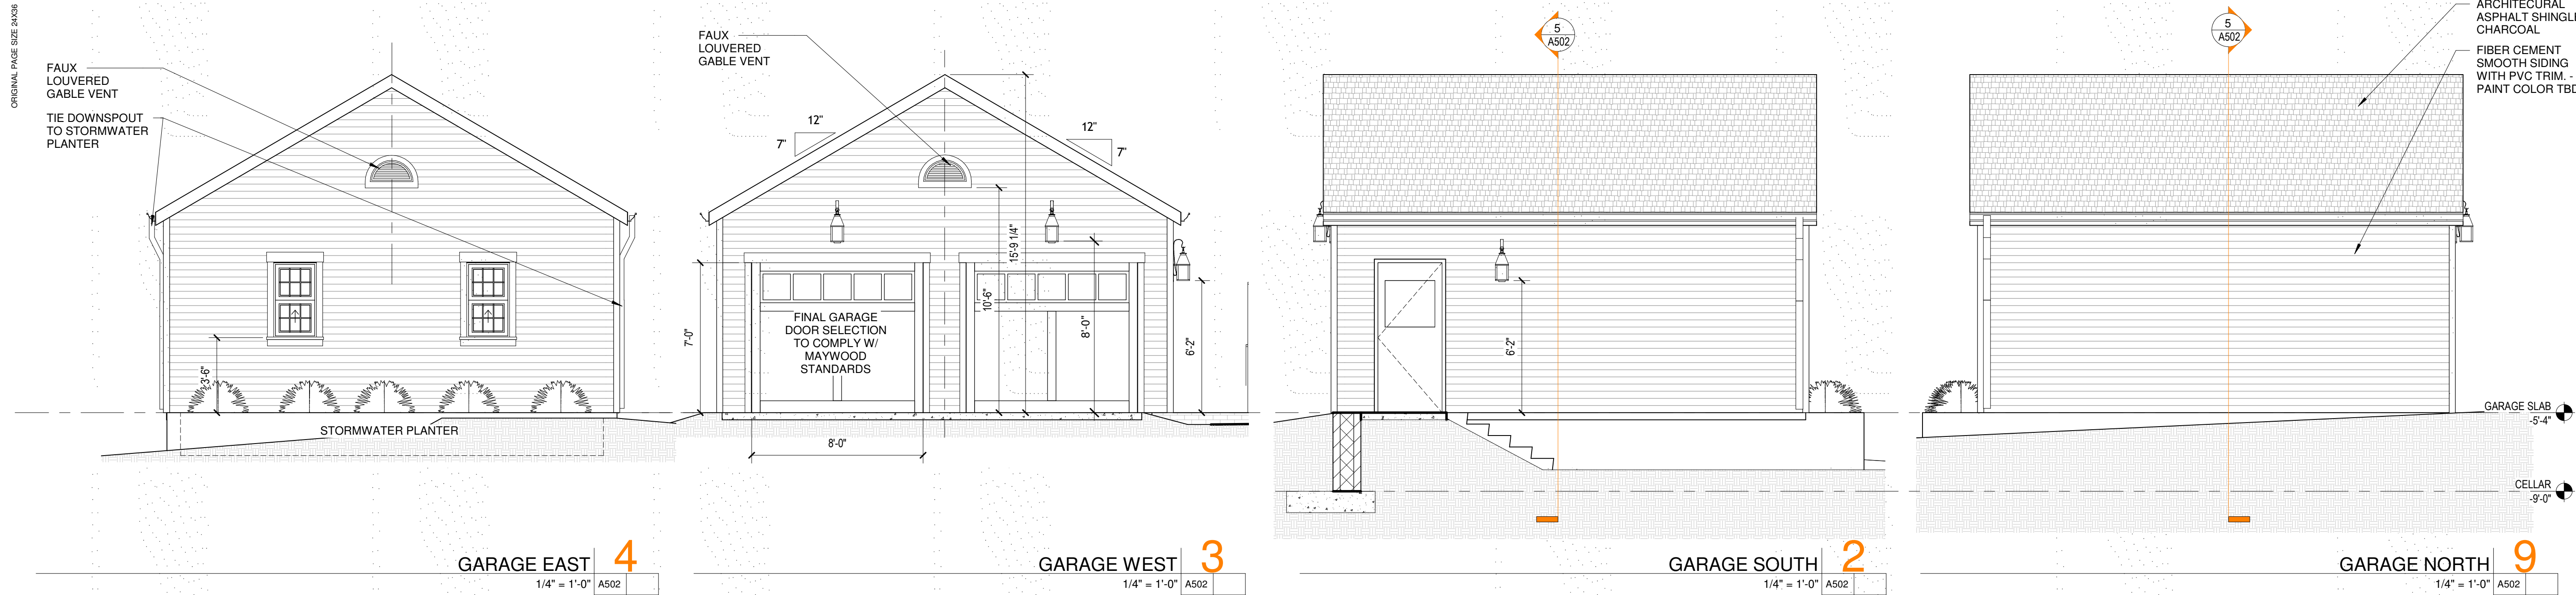 ORIGINAL PAGE SIZE 24X36
FAUX
LOUVERED
GABLE VENT
TIE DOWNSPOUT
TO STORMWATER
PLANTER
3'-6"
STORMWATER PLANTER
GARAGE EAST
4
1/4" = 1'-0"
A502
FAUX
LOUVERED
GABLE VENT
12"
7"
12"
7"
15'-9 1/4"
10'-6"
8'-0"
7'-0"
6'-2"
FINAL GARAGE
DOOR SELECTION
TO COMPLY W/
MAYWOOD
STANDARDS
8'-0"
GARAGE WEST
3
1/4" = 1'-0"
A502
5
A502
6'-2"
GARAGE SOUTH
2
1/4" = 1'-0"
A502
5
A502
ARCHITECURAL
ASPHALT SHINGL
CHARCOAL
FIBER CEMENT
SMOOTH SIDING
WITH PVC TRIM. -
PAINT COLOR TBD
GARAGE SLAB
-5'-4"
CELLAR
-9'-0"
GARAGE NORTH
9
1/4" = 1'-0"
A502